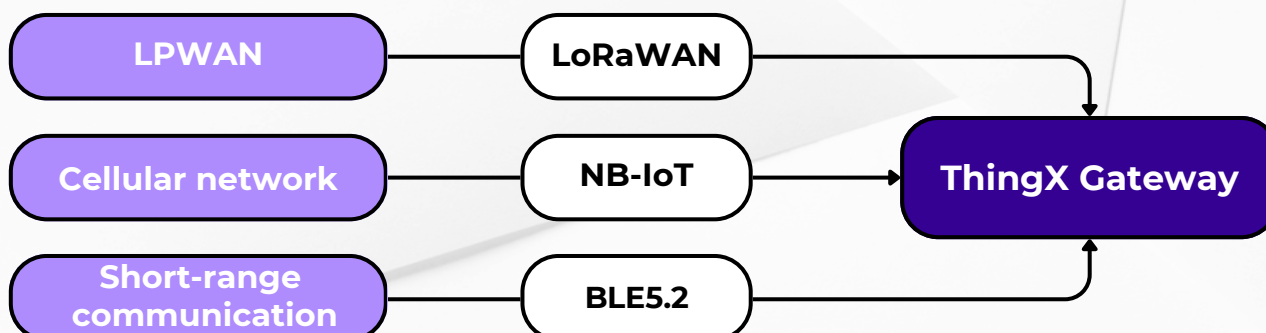 LPWAN
LoRaWAN
Cellular network
NB-IoT
ThingX Gateway
Short-range
communication
BLE5.2